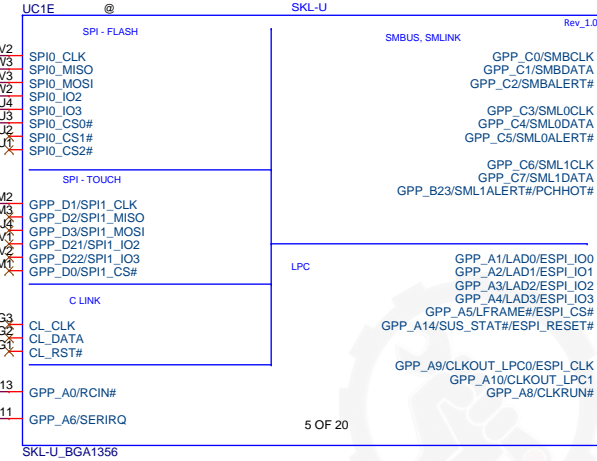 UC1E @ SKL-U
Rev_1.0
SPI - FLASH
SMBUS, SMLINK
SPI0_CLK
SPI0_MISO
SPI0_MOSI
SPI0_IO2
SPI0_IO3
SPI0_CS0#
SPI0_CS1#
SPI0_CS2#
GPP_C0/SMBCLK
GPP_C1/SMBDATA
GPP_C2/SMBALERT#
GPP_C3/SML0CLK
GPP_C4/SML0DATA
GPP_C5/SML0ALERT#
GPP_C6/SML1CLK
GPP_C7/SML1DATA
GPP_B23/SML1ALERT#/PCHHOT#
SPI - TOUCH
GPP_D1/SPI1_CLK
GPP_D2/SPI1_MISO
GPP_D3/SPI1_MOSI
GPP_D21/SPI1_IO2
GPP_D22/SPI1_IO3
GPP_D0/SPI1_CS#
LPC
GPP_A1/LAD0/ESPI_IO0
GPP_A2/LAD1/ESPI_IO1
GPP_A3/LAD2/ESPI_IO2
GPP_A4/LAD3/ESPI_IO3
GPP_A5/LFRAME#/ESPI_CS#
GPP_A14/SUS_STAT#/ESPI_RESET#
C LINK
CL_CLK
CL_DATA
CL_RST#
GPP_A9/CLKOUT_LPC0/ESPI_CLK
GPP_A10/CLKOUT_LPC1
GPP_A8/CLKRUN#
13 GPP_A0/RCIN#
11 GPP_A6/SERIRQ
5 OF 20
SKL-U_BGA1356